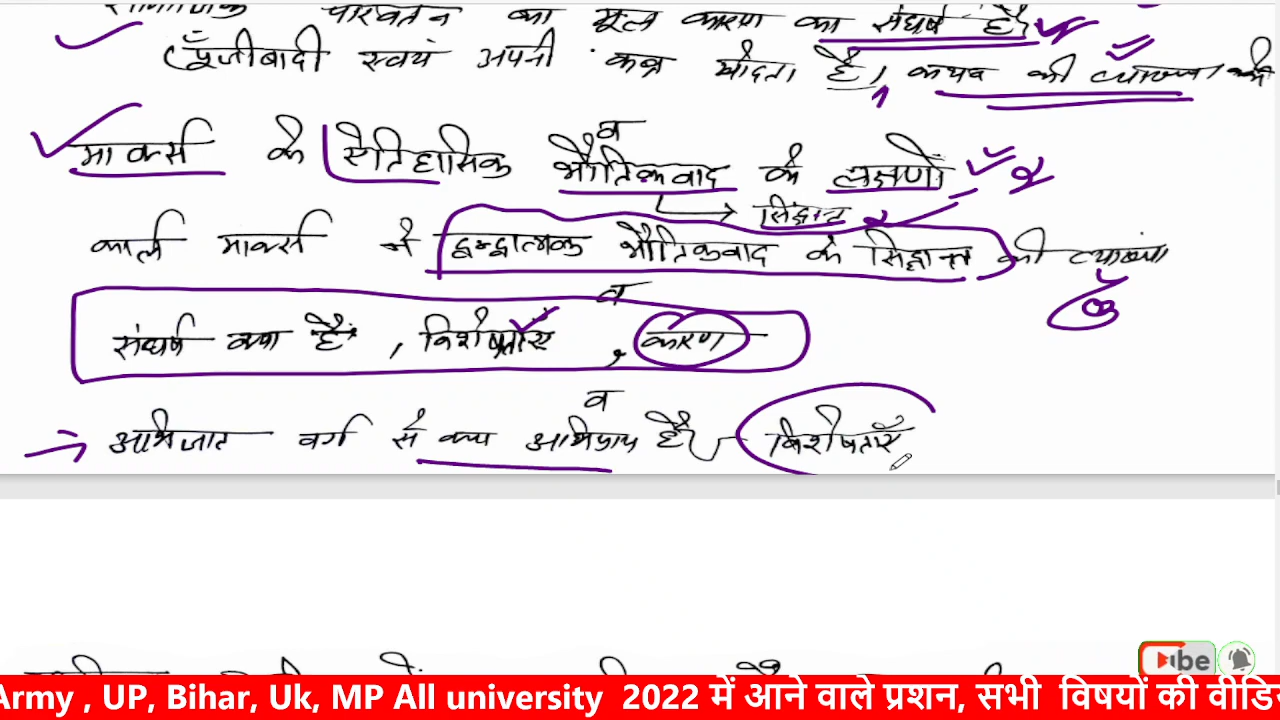 परिवर्तन का मूल कारण का संघर्ष है।
पूँजीवादी स्वयं अपनी कब्र खोदता है, कथन की व्याख्या
व
मार्क्स के ऐतिहासिक भौतिकवाद के लक्षणों
सिद्धान्त
कार्ल मार्क्स ने द्वन्द्वात्मक भौतिकवाद के सिद्धान्त की व्याख्या
व
संघर्ष क्या है , विशेषताएं , कारण
व
→ अभिजात वर्ग से क्या अभिप्राय है विशेषताएँ
ibe
Army , UP, Bihar, Uk, MP All university 2022 में आने वाले प्रशन, सभी विषयों की वीडि